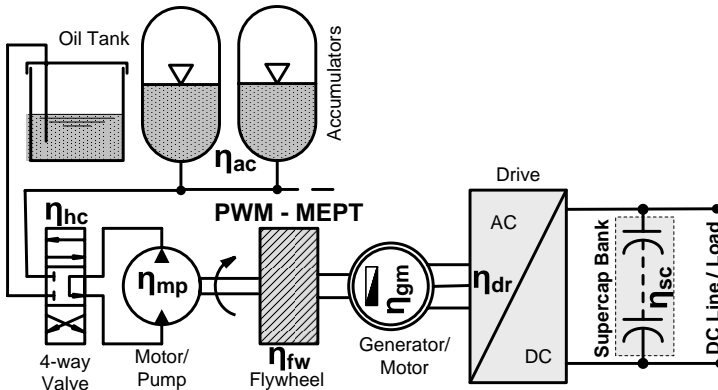 Oil Tank
Accumulators
ηac
Drive
ηhc
PWM - MEPT
AC
ηmp
ηgm
ηdr
Supercap Bank
ηsc
DC Line / Load
ηfw
DC
4-way
Valve
Motor/
Pump
Flywheel
Generator/
Motor